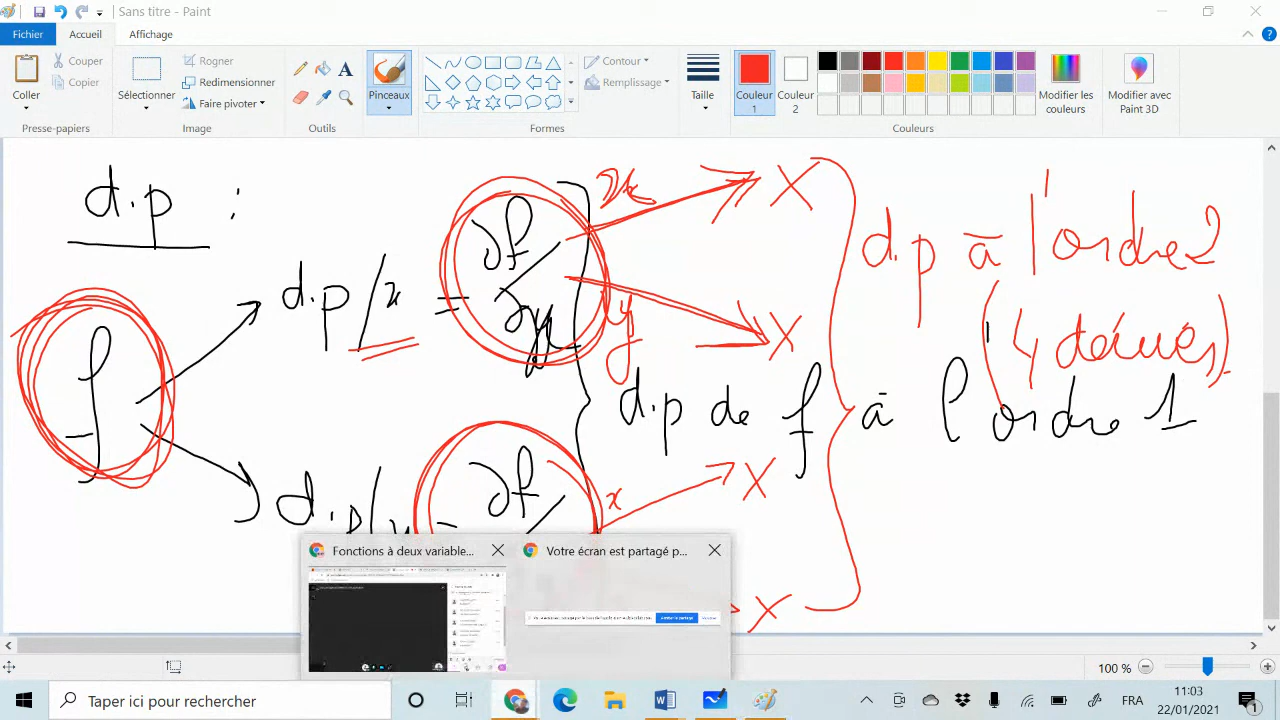 Sans titre - Paint
Fichier Accueil Affichage
Coller
Couper
Copier
Presse-papiers
Sélectionner
Rogner
Redimensionner
Faire pivoter
Image
A
Outils
Pinceaux
Contour
Remplissage
Formes
Taille
Couleur 1
Couleur 2
Modifier les couleurs
Modifier avec Paint 3D
Couleurs
d.p :
f
d.p/x =
∂f
x
X
y
X
d.p à l'ordre 2
(4 dérivées)
d.p de f à l'ordre 1
∂f
x
X
X
Fonctions à deux variable...
Votre écran est partagé p...
100 %
Taper ici pour rechercher
FRA
11:03
22/01/2021